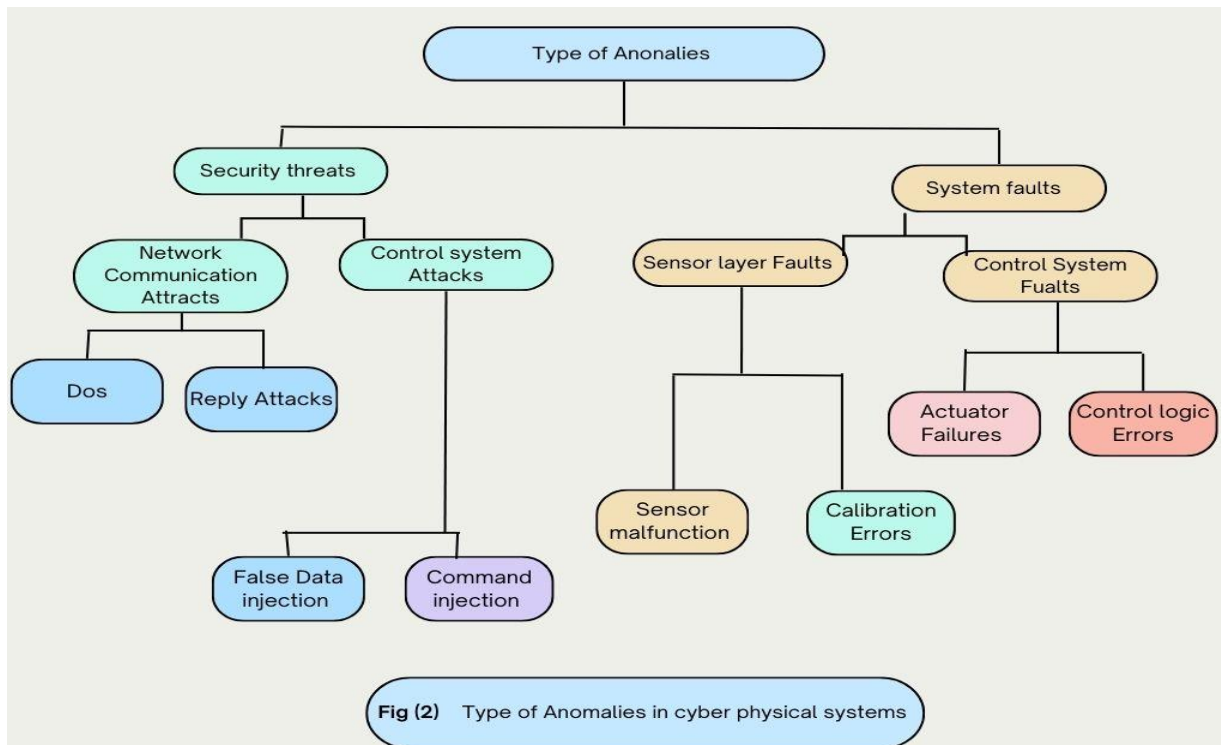 Type of Anonalies
Security threats
System faults
Network
Communication
Attracts
Control system
Attacks
Sensor layer Faults
Control System
Fualts
Dos
Reply Attacks
Actuator
Failures
Control logic
Errors
Sensor
malfunction
Calibration
Errors
False Data
injection
Command
injection
Fig (2) Type of Anomalies in cyber physical systems